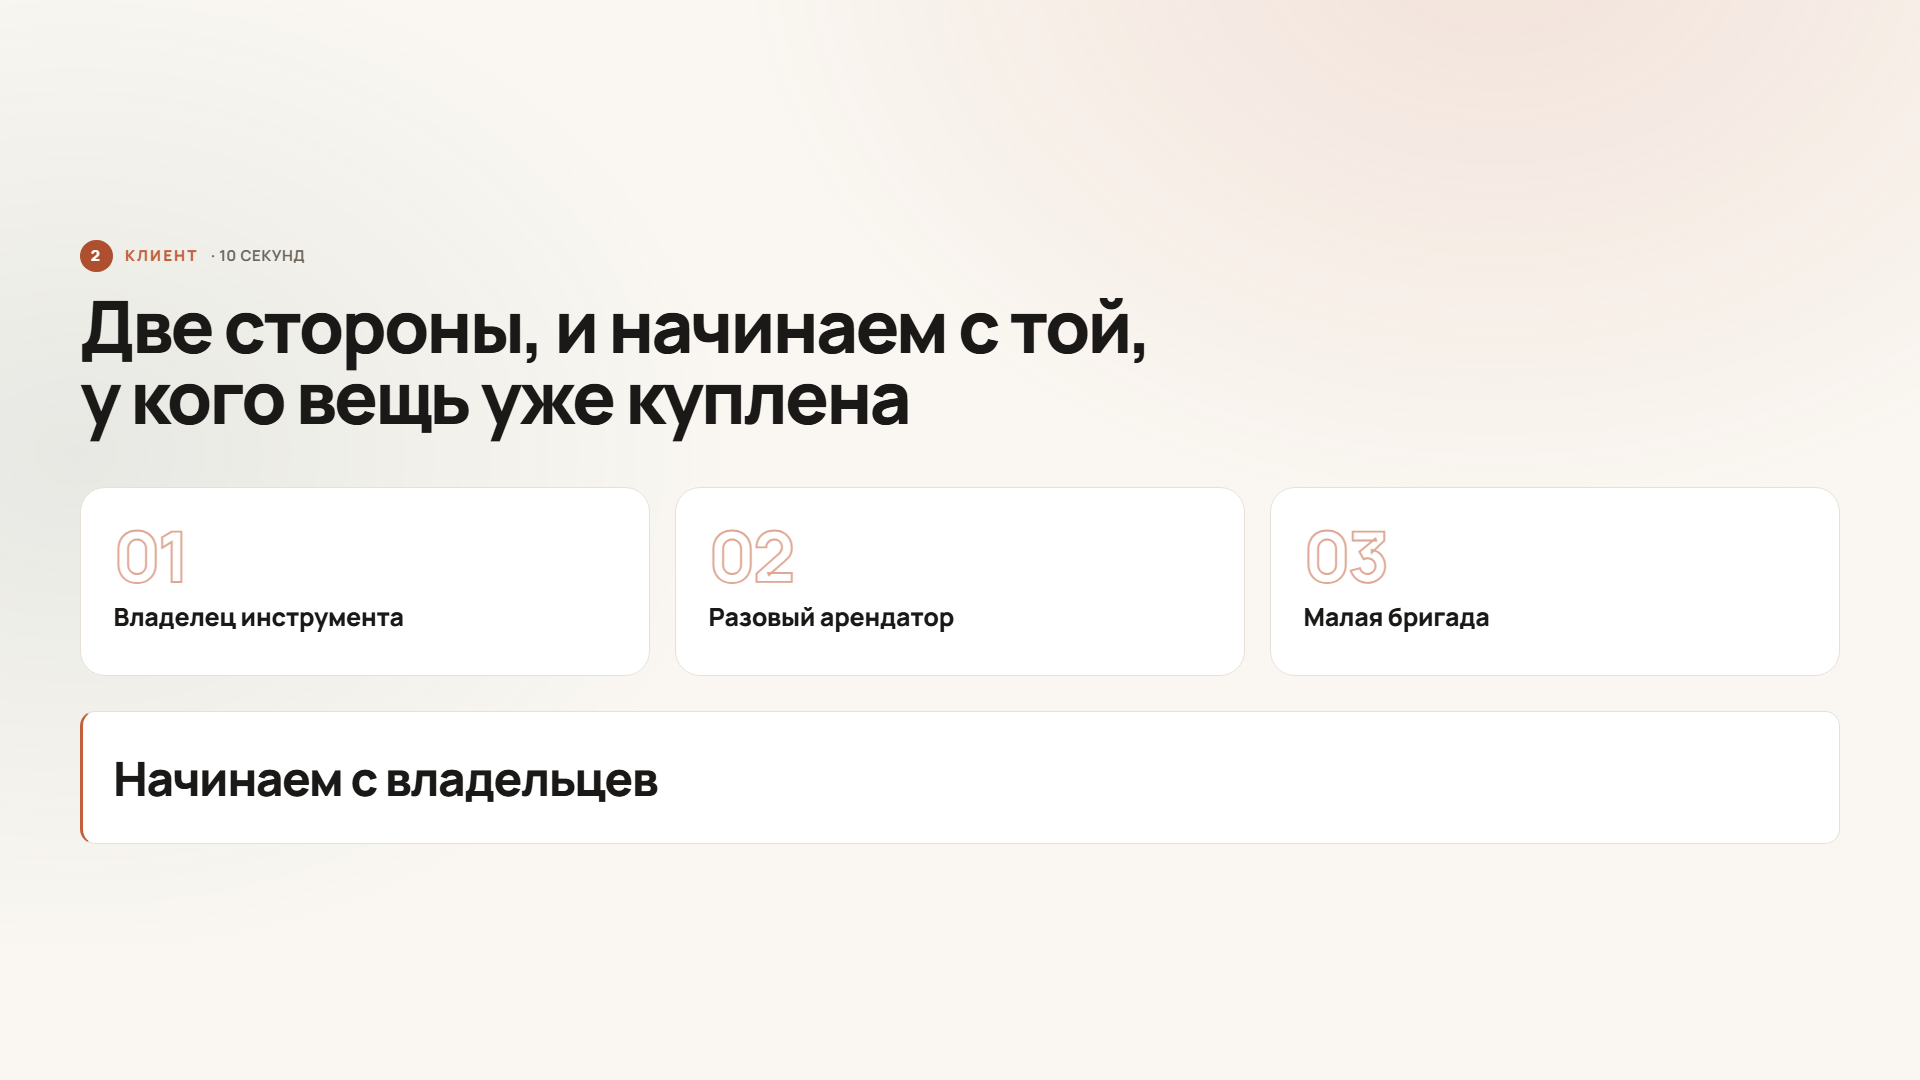 2 КЛИЕНТ · 10 СЕКУНД
Две стороны, и начинаем с той,
у кого вещь уже куплена
01
Владелец инструмента
02
Разовый арендатор
03
Малая бригада
Начинаем с владельцев